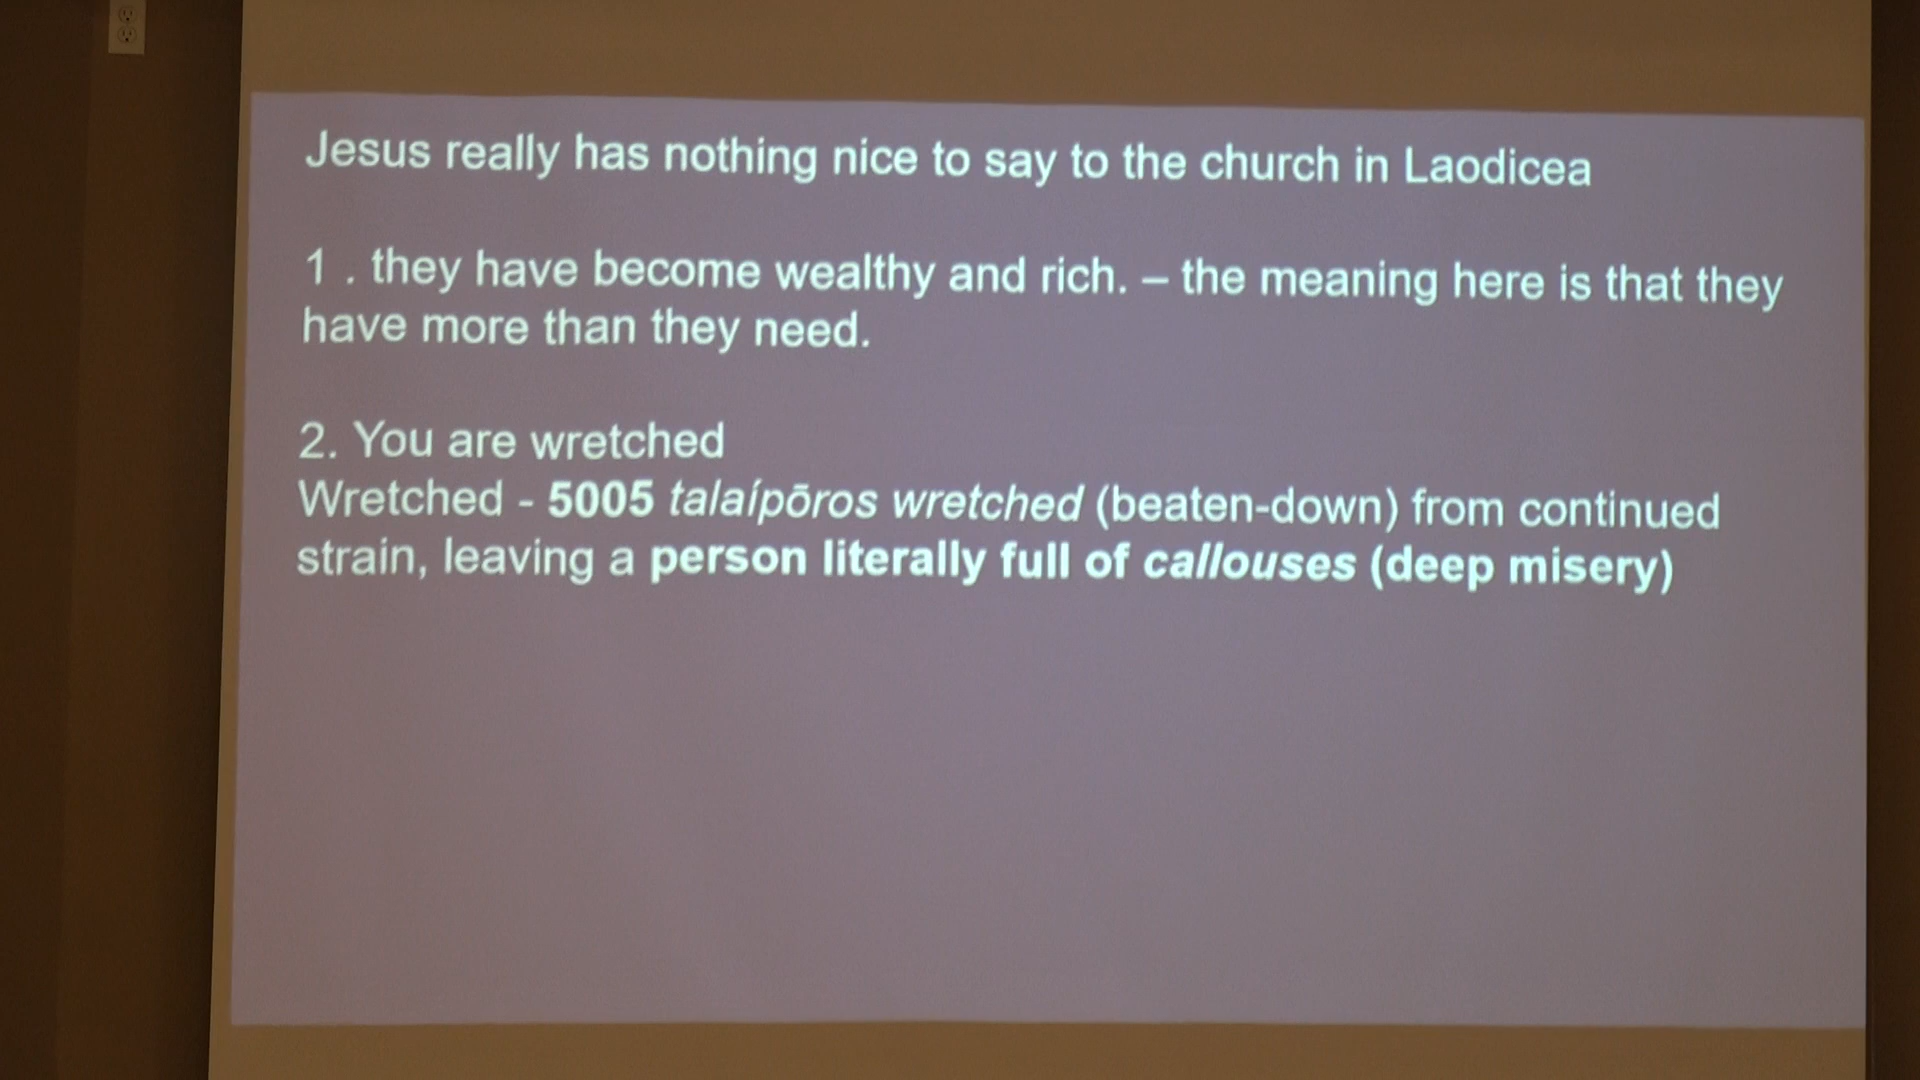 Jesus really has nothing nice to say to the church in Laodicea
1 . they have become wealthy and rich. – the meaning here is that they
have more than they need.
2. You are wretched
Wretched - 5005 talaípōros wretched (beaten-down) from continued
strain, leaving a person literally full of callouses (deep misery)